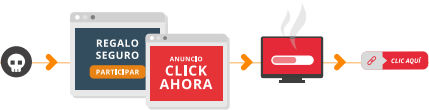 REGALO
SEGURO
PARTICIPAR
ANUNCIO
CLICK
AHORA
CLIC AQUÍ